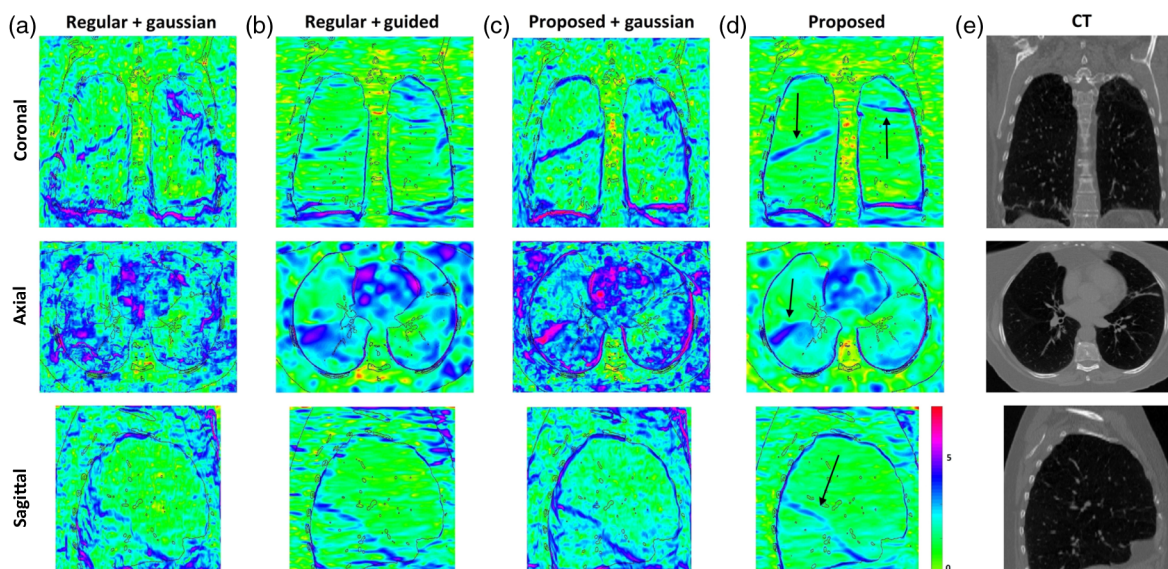 (a) Regular + gaussian
(b) Regular + guided
(c) Proposed + gaussian
(d) Proposed
(e) CT
Coronal
Axial
Sagittal
5
0